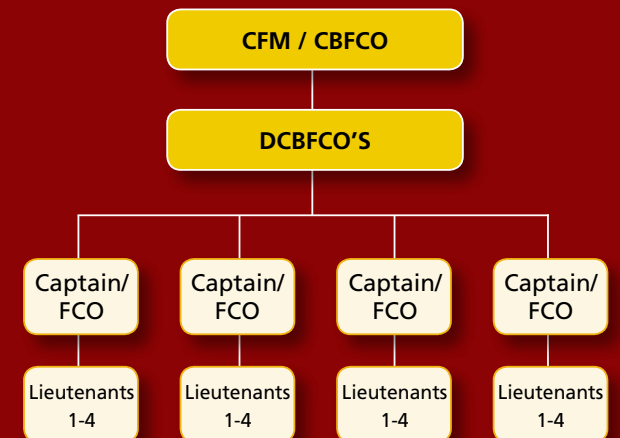 CFM / CBFCO
DCBFCO’S
Captain/
FCO
Captain/
FCO
Captain/
FCO
Captain/
FCO
Lieutenants
1-4
Lieutenants
1-4
Lieutenants
1-4
Lieutenants
1-4